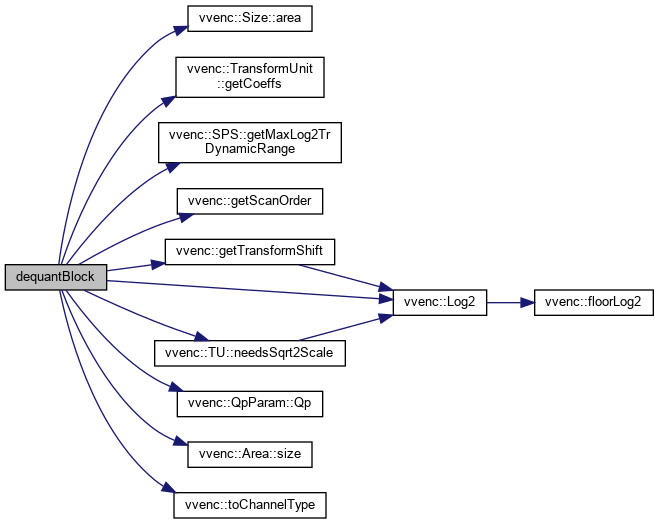 vvenc::Size::area
vvenc::TransformUnit
::getCoeffs
vvenc::SPS::getMaxLog2Tr
DynamicRange
vvenc::getScanOrder
vvenc::getTransformShift
dequantBlock
vvenc::Log2
vvenc::floorLog2
vvenc::TU::needsSqrt2Scale
vvenc::QpParam::Qp
vvenc::Area::size
vvenc::toChannelType